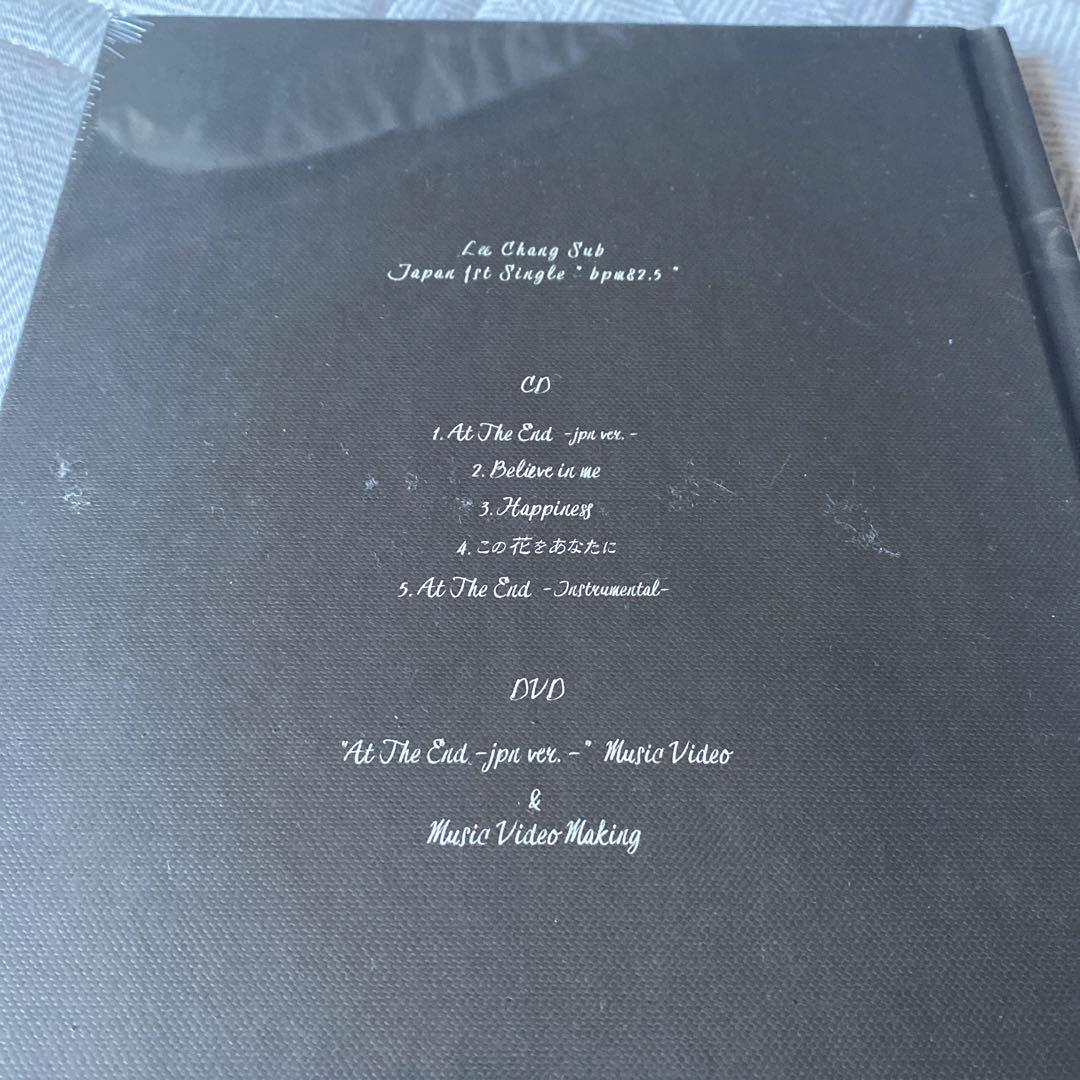 Lee Chang Sub
Japan 1st Single " bpm82.5 "
CD
1. At The End -jpn ver. -
2. Believe in me
3. Happiness
4. この花をあなたに
5. At The End -Instrumental-
DVD
"At The End -jpn ver. -" Music Video
&
Music Video Making